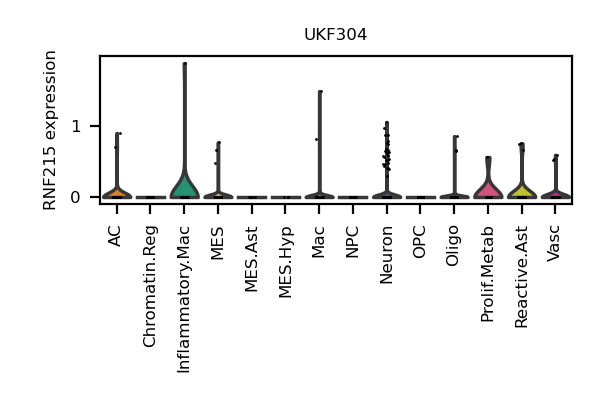 UKF304
RNF215 expression
1
0
AC
Chromatin.Reg
Inflammatory.Mac
MES
MES.Ast
MES.Hyp
Mac
NPC
Neuron
OPC
Oligo
Prolif.Metab
Reactive.Ast
Vasc